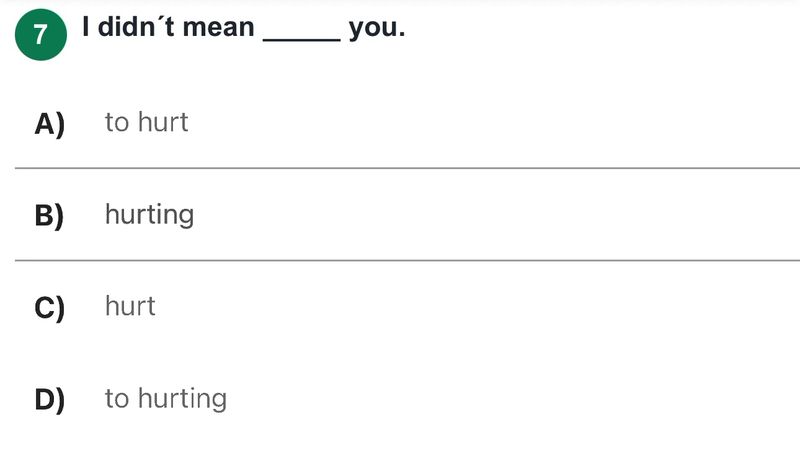 7 I didn´t mean _____ you.
A) to hurt
B) hurting
C) hurt
D) to hurting